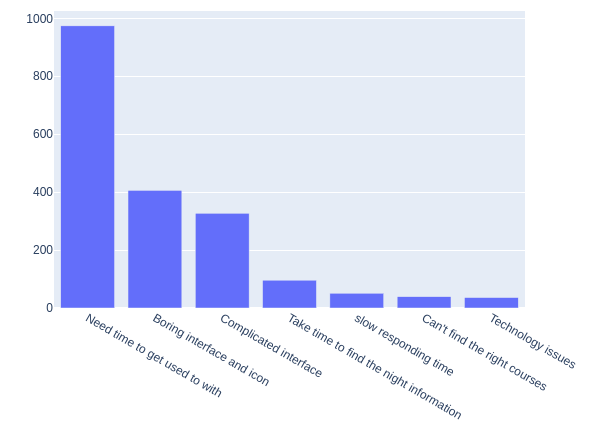 1000
800
600
400
200
0
Need time to get used to with
Boring interface and icon
Complicated interface
Take time to find the night information
slow responding time
Can't find the right courses
Technology issues